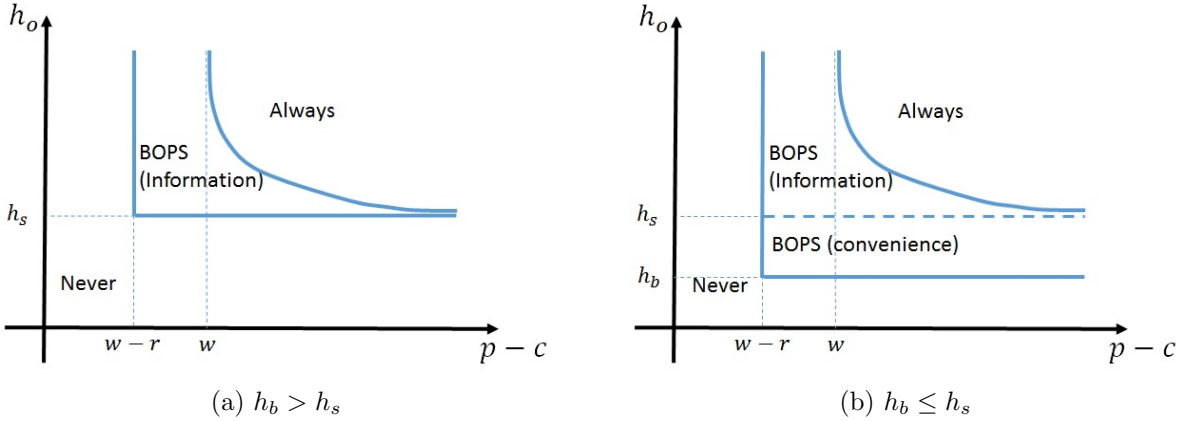 $h_o$
Always
BOPS
(Information)
$h_s$
Never
$w - r$
$w$
$p - c$
(a) $h_b > h_s$
$h_o$
Always
BOPS
(Information)
$h_s$
BOPS (convenience)
$h_b$
Never
$w - r$
$w$
$p - c$
(b) $h_b \leq h_s$